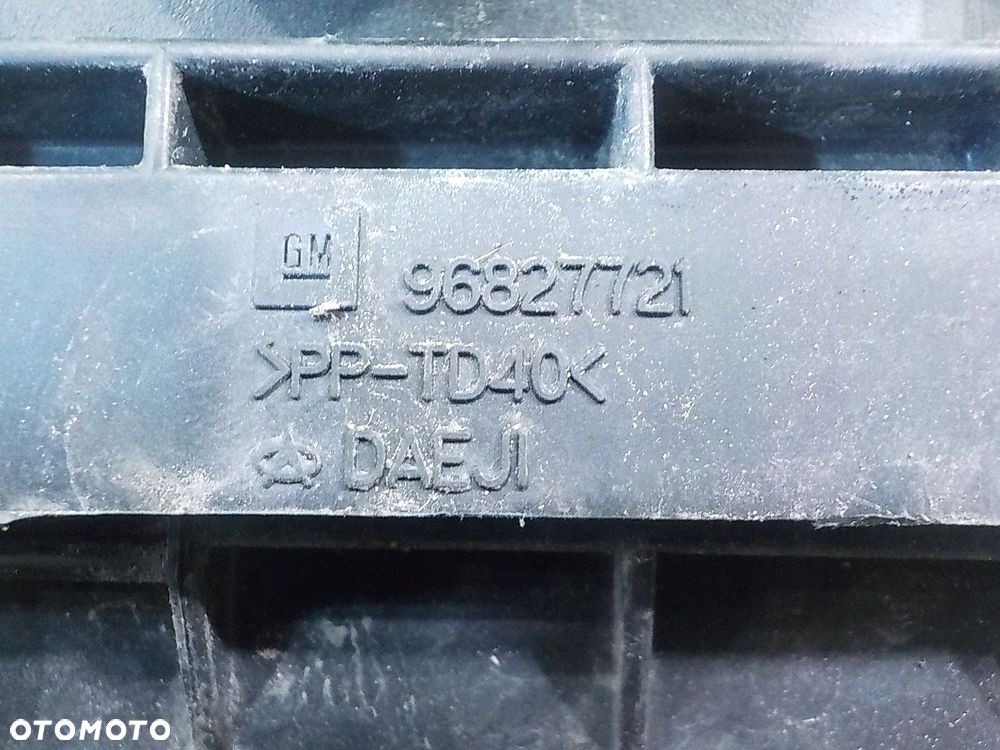 GM 96827721
>PP-TD40<
DAEJI
OTOMOTO